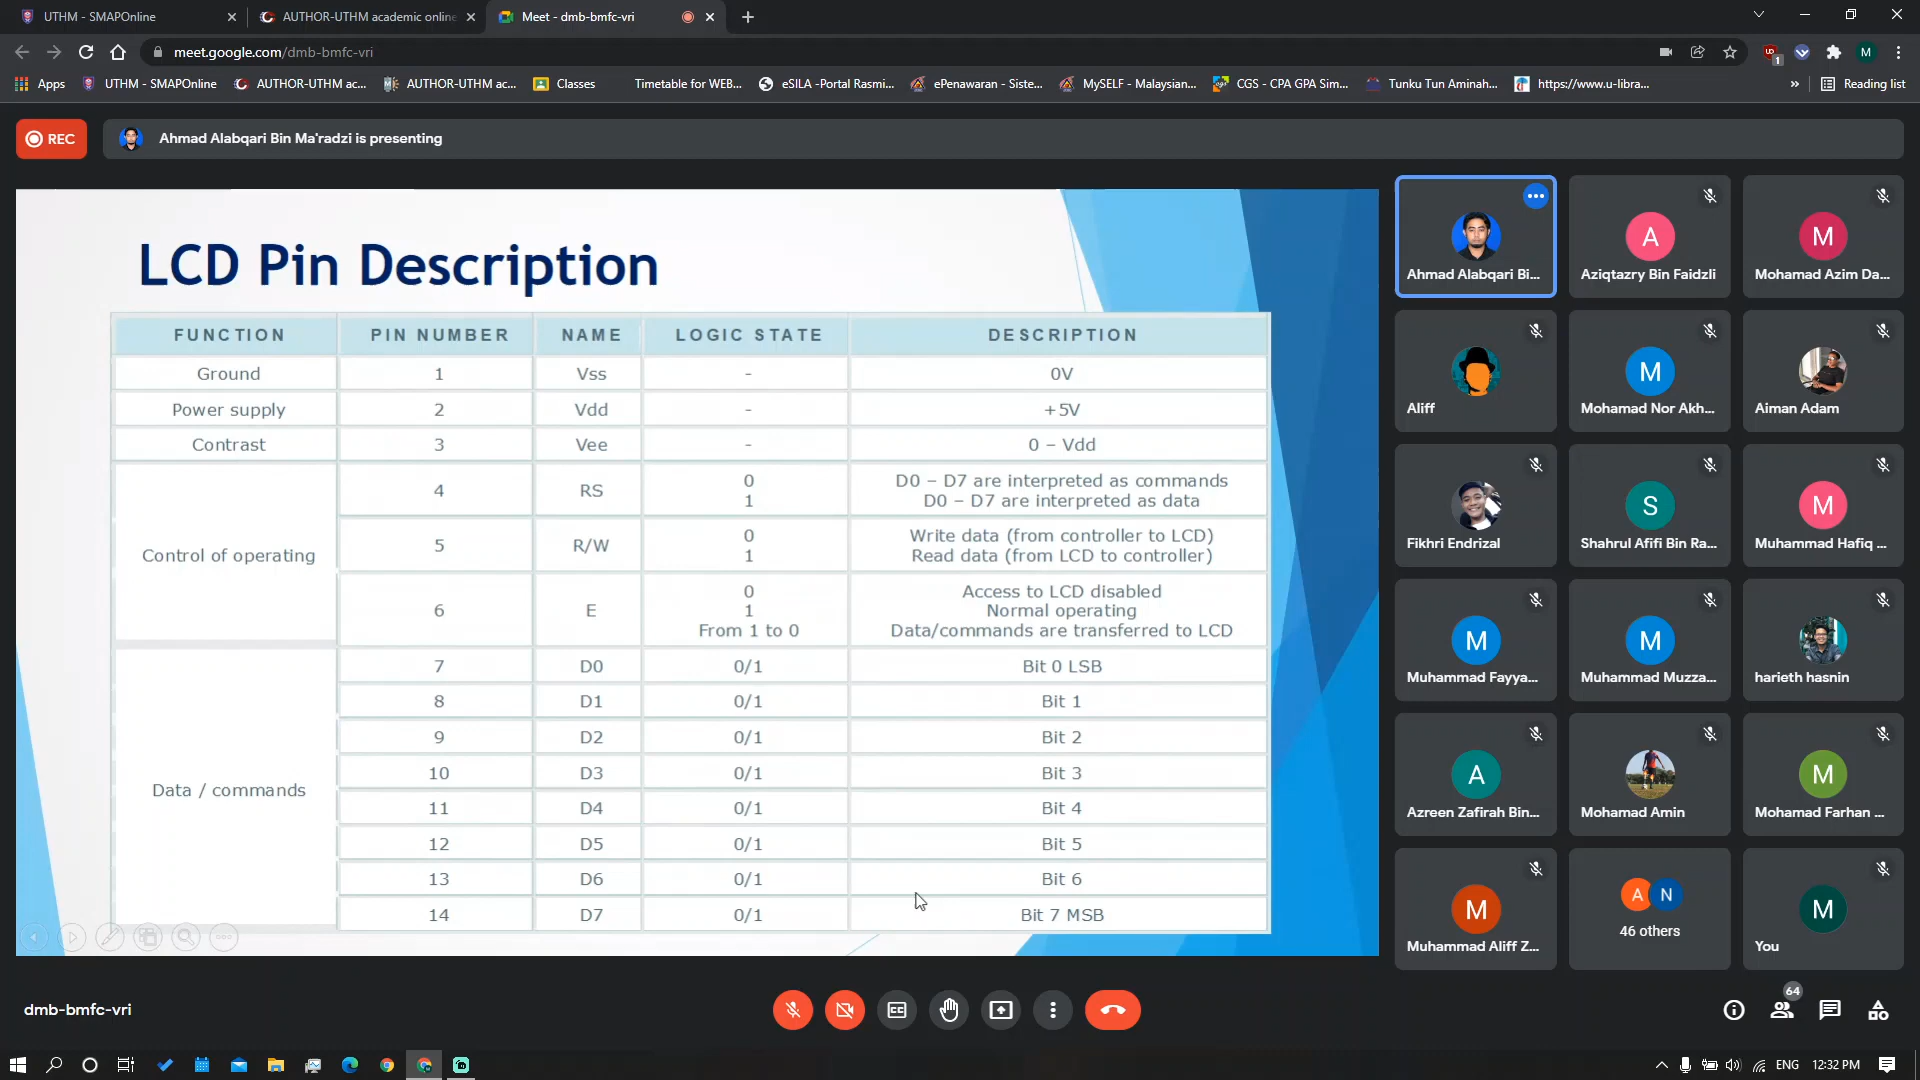 UTHM - SMAPOnline
AUTHOR-UTHM academic online
Meet - dmb-bmfc-vri
meet.google.com/dmb-bmfc-vri
UD
1
M
Apps
UTHM - SMAPOnline
AUTHOR-UTHM ac...
AUTHOR-UTHM ac...
Classes
Timetable for WEB...
eSILA -Portal Rasmi...
ePenawaran - Siste...
MySELF - Malaysian...
CGS - CPA GPA Sim...
Tunku Tun Aminah...
https://www.u-libra...
»
Reading list
REC
Ahmad Alabqari Bin Ma'radzi is presenting
LCD Pin Description
FUNCTION PIN NUMBER NAME LOGIC STATE DESCRIPTION
Ground 1 Vss - 0V
Power supply 2 Vdd - +5V
Contrast 3 Vee - 0 – Vdd
Control of operating
4 RS
0 D0 – D7 are interpreted as commands
1 D0 – D7 are interpreted as data
5 R/W
0 Write data (from controller to LCD)
1 Read data (from LCD to controller)
6 E
0 Access to LCD disabled
1 Normal operating
From 1 to 0 Data/commands are transferred to LCD
Data / commands
7 D0 0/1 Bit 0 LSB
8 D1 0/1 Bit 1
9 D2 0/1 Bit 2
10 D3 0/1 Bit 3
11 D4 0/1 Bit 4
12 D5 0/1 Bit 5
13 D6 0/1 Bit 6
14 D7 0/1 Bit 7 MSB
Ahmad Alabqari Bi...
A
Aziqtazry Bin Faidzli
M
Mohamad Azim Da...
Aliff
M
Mohamad Nor Akh...
Aiman Adam
Fikhri Endrizal
S
Shahrul Afifi Bin Ra...
M
Muhammad Hafiq ...
M
Muhammad Fayya...
M
Muhammad Muzza...
harieth hasnin
A
Azreen Zafirah Bin...
Mohamad Amin
M
Mohamad Farhan ...
M
Muhammad Aliff Z...
A N
46 others
M
You
dmb-bmfc-vri
64
ENG
12:32 PM